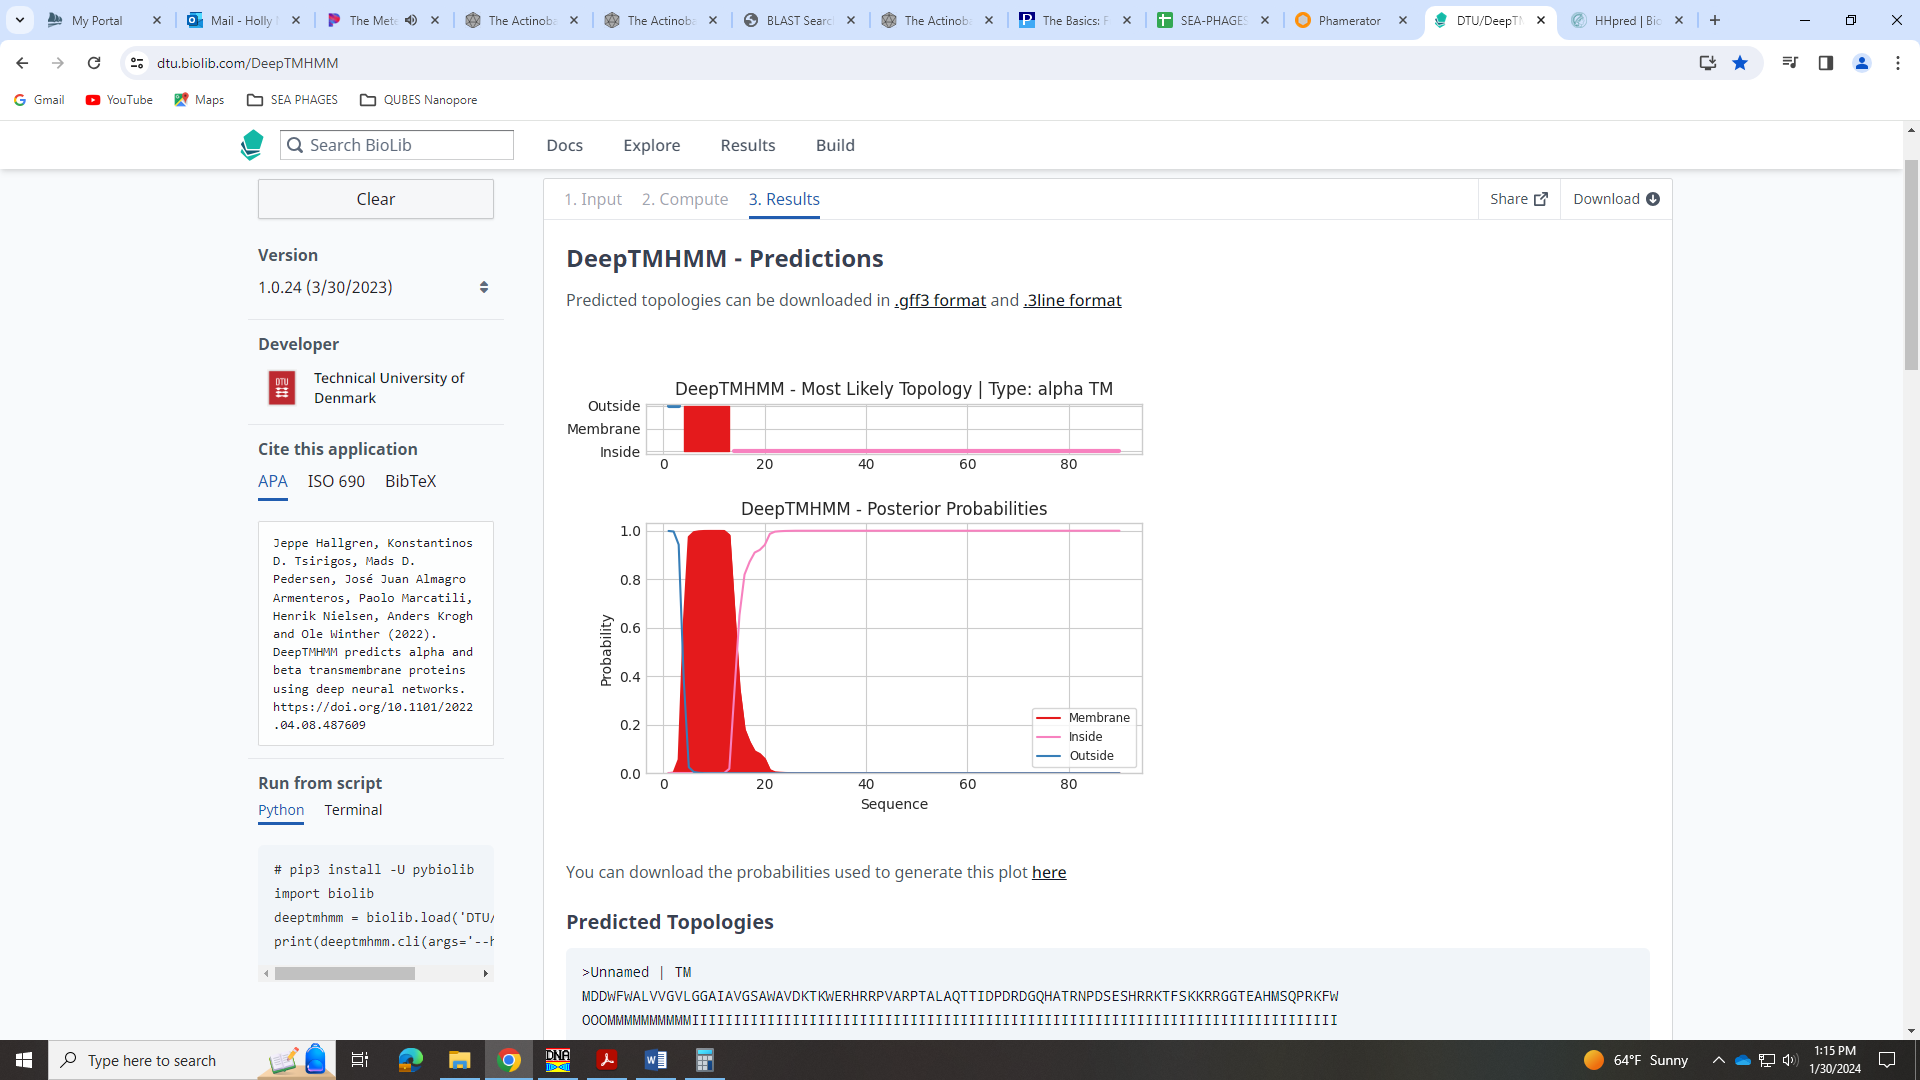 My Portal
Mail - Holly N
The Mete
The Actinoba
The Actinoba
BLAST Searc
The Actinoba
The Basics: F
SEA-PHAGES
Phamerator
DTU/DeepTM
HHpred | Bio
dtu.biolib.com/DeepTMHMM
Gmail
YouTube
Maps
SEA PHAGES
QUBES Nanopore
Search BioLib
Docs
Explore
Results
Build
Clear
Version
1.0.24 (3/30/2023)
Developer
DTU
Technical University of
Denmark
Cite this application
APA ISO 690 BibTeX
Jeppe Hallgren, Konstantinos
D. Tsirigos, Mads D.
Pedersen, José Juan Almagro
Armenteros, Paolo Marcatili,
Henrik Nielsen, Anders Krogh
and Ole Winther (2022).
DeepTMHMM predicts alpha and
beta transmembrane proteins
using deep neural networks.
https://doi.org/10.1101/2022
.04.08.487609
Run from script
Python Terminal
# pip3 install -U pybiolib
import biolib
deeptmhmm = biolib.load('DTU/
print(deeptmhmm.cli(args='--h
1. Input 2. Compute 3. Results
Share
Download
DeepTMHMM - Predictions
Predicted topologies can be downloaded in .gff3 format and .3line format
DeepTMHMM - Most Likely Topology | Type: alpha TM
Outside
Membrane
Inside
0 20 40 60 80
DeepTMHMM - Posterior Probabilities
1.0
0.8
0.6
0.4
0.2
0.0
Probability
Membrane
Inside
Outside
0 20 40 60 80
Sequence
You can download the probabilities used to generate this plot here
Predicted Topologies
>Unnamed | TM
MDDWFWALVVGVLGGAIAVGSAWAVDKTKWERHRRPVARPTALAQTTIDPDRDGQHATRNPDSESHRRKTFSKKRRGGTEAHMSQPRKFW
OOOMMMMMMMMMMIIIIIIIIIIIIIIIIIIIIIIIIIIIIIIIIIIIIIIIIIIIIIIIIIIIIIIIIIIIIIIIIIIIIIIIIIIIII
Type here to search
DNA
64°F Sunny
1:15 PM
1/30/2024